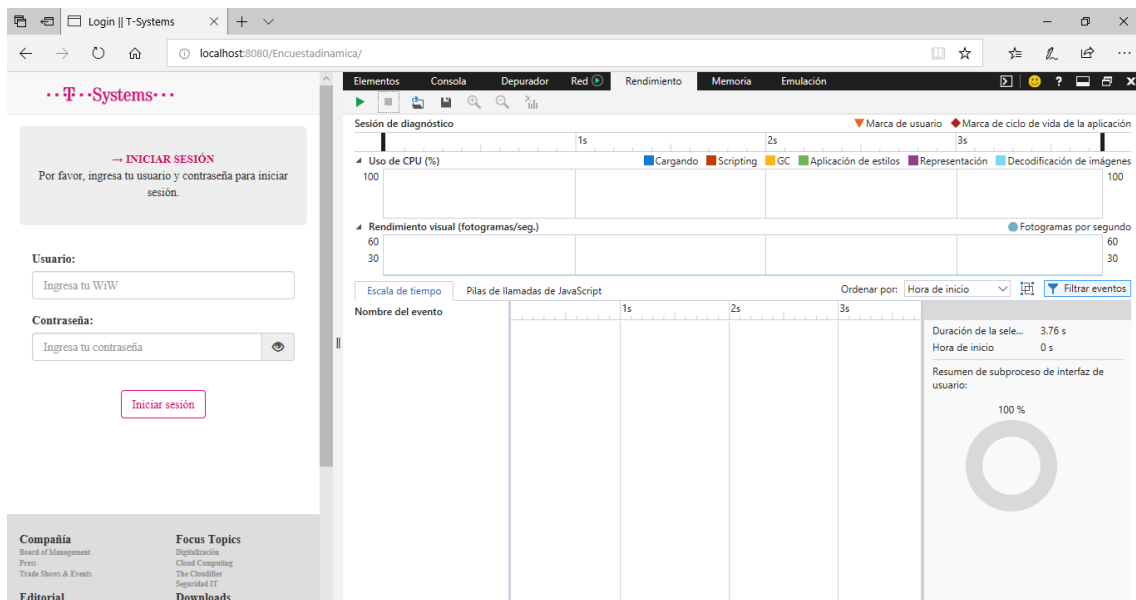 Login || T-Systems
localhost:8080/Encuestadinamica/
··T··Systems···
→ INICIAR SESIÓN
Por favor, ingresa tu usuario y contraseña para iniciar
sesión.
Usuario:
Ingresa tu WiW
Contraseña:
Ingresa tu contraseña
Iniciar sesión
Compañía
Board of Management
Press
Trade Shows & Events
Editorial
Focus Topics
Digitalización
Cloud Computing
The Cloudifier
Seguridad IT
Downloads
Elementos Consola Depurador Red Rendimiento Memoria Emulación
Sesión de diagnóstico Marca de usuario Marca de ciclo de vida de la aplicación
1s 2s 3s
Uso de CPU (%) Cargando Scripting GC Aplicación de estilos Representación Decodificación de imágenes
100 100
Rendimiento visual (fotogramas/seg.) Fotogramas por segundo
60 60
30 30
Escala de tiempo Pilas de llamadas de JavaScript Ordenar por: Hora de inicio Filtrar eventos
Nombre del evento 1s 2s 3s
Duración de la sele... 3.76 s
Hora de inicio 0 s
Resumen de subproceso de interfaz de
usuario:
100 %